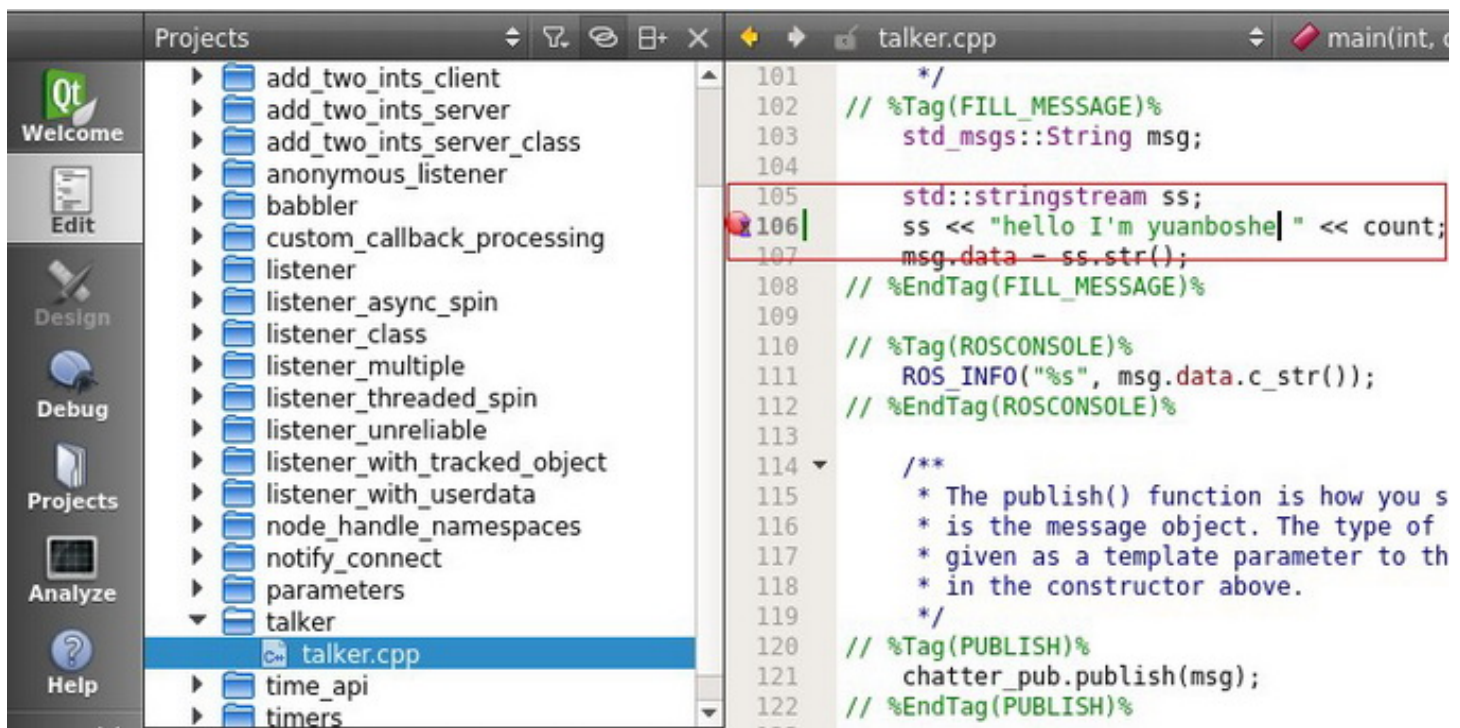 Projects
talker.cpp
main(int, c
Welcome
Edit
Design
Debug
Projects
Analyze
Help
add_two_ints_client
add_two_ints_server
add_two_ints_server_class
anonymous_listener
babbler
custom_callback_processing
listener
listener_async_spin
listener_class
listener_multiple
listener_threaded_spin
listener_unreliable
listener_with_tracked_object
listener_with_userdata
node_handle_namespaces
notify_connect
parameters
talker
talker.cpp
time_api
timers
101 */
102 // %Tag(FILL_MESSAGE)%
103 std_msgs::String msg;
104
105 std::stringstream ss;
106 ss << "hello I'm yuanboshe " << count;
107 msg.data = ss.str();
108 // %EndTag(FILL_MESSAGE)%
109
110 // %Tag(ROSCONSOLE)%
111 ROS_INFO("%s", msg.data.c_str());
112 // %EndTag(ROSCONSOLE)%
113
114 /**
115 * The publish() function is how you s
116 * is the message object. The type of
117 * given as a template parameter to th
118 * in the constructor above.
119 */
120 // %Tag(PUBLISH)%
121 chatter_pub.publish(msg);
122 // %EndTag(PUBLISH)%